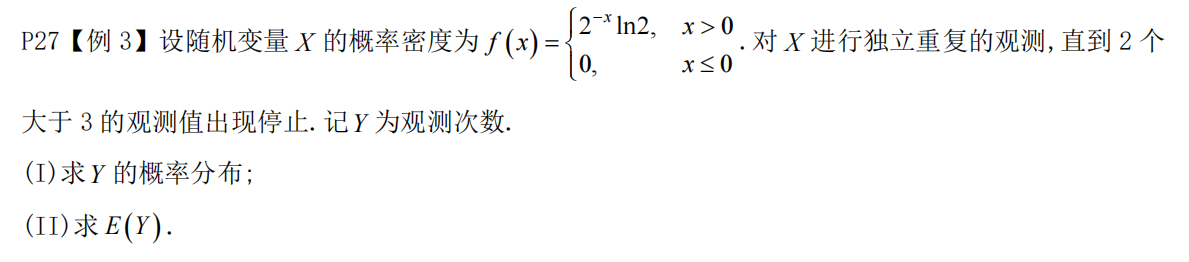 P27【例 3】设随机变量 X 的概率密度为 f(x)={2^{-x}ln2, x>0; 0, x≤0}.对 X 进行独立重复的观测,直到 2 个
大于 3 的观测值出现停止.记 Y 为观测次数.
(I)求 Y 的概率分布;
(II)求 E(Y).